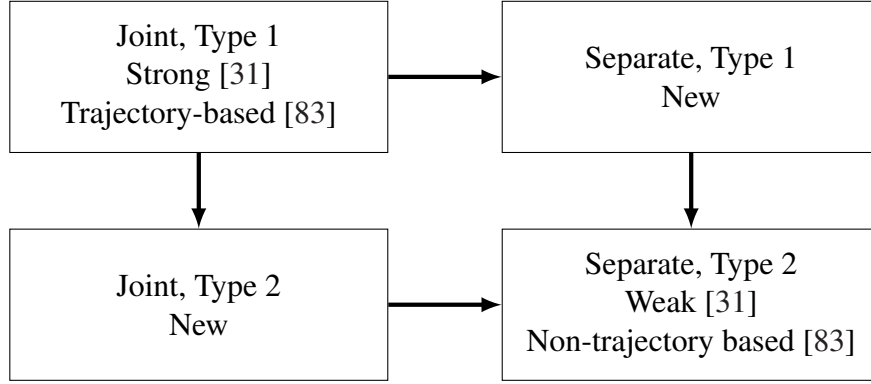 Joint, Type 1
Strong [31]
Trajectory-based [83]
Separate, Type 1
New
Joint, Type 2
New
Separate, Type 2
Weak [31]
Non-trajectory based [83]